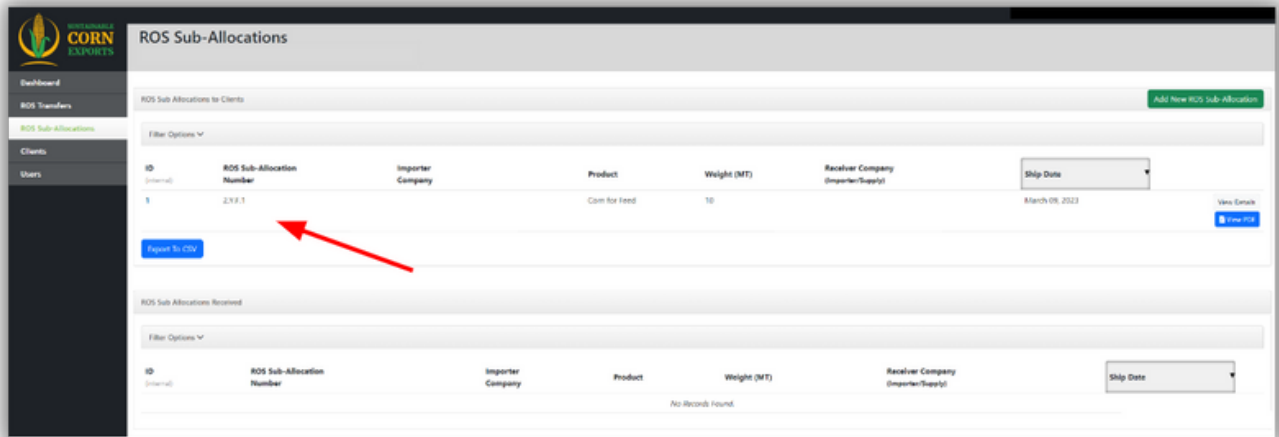 SUSTAINABLE
CORN
EXPORTS
ROS Sub-Allocations
Dashboard
ROS Transfers
ROS Sub-Allocations
Clients
Users
ROS Sub Allocations to Clients
Add New ROS Sub-Allocation
Filter Options
ID ROS Sub-Allocation Importer Product Weight (MT) Receiver Company Ship Date
(internal) Number Company (Importer/Supply)
1 Corn for Feed 10 March 09, 2023 View Details
View PDF
Export To CSV
ROS Sub Allocations Received
Filter Options
ID ROS Sub-Allocation Importer Product Weight (MT) Receiver Company Ship Date
(internal) Number Company (Importer/Supply)
No Records Found.